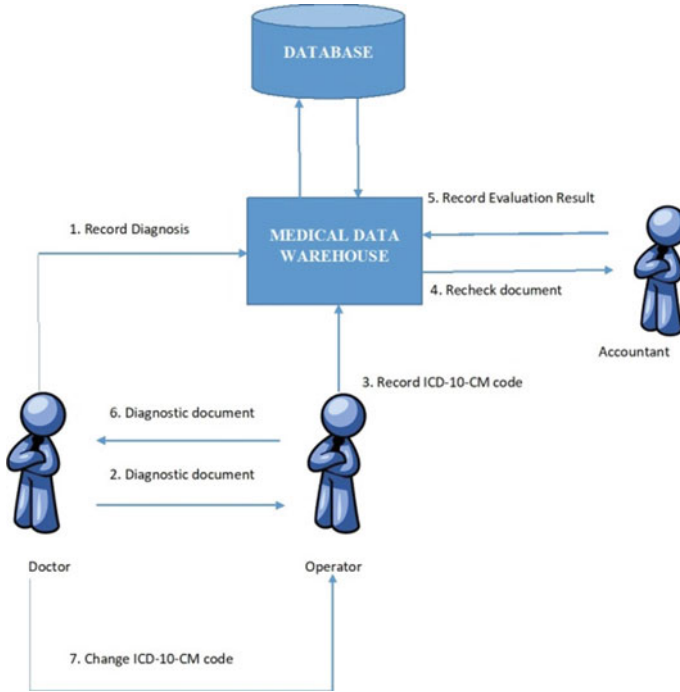 DATABASE
5. Record Evaluation Result
1. Record Diagnosis
MEDICAL DATA
WAREHOUSE
4. Recheck document
Accountant
3. Record ICD-10-CM code
6. Diagnostic document
2. Diagnostic document
Doctor
Operator
7. Change ICD-10-CM code